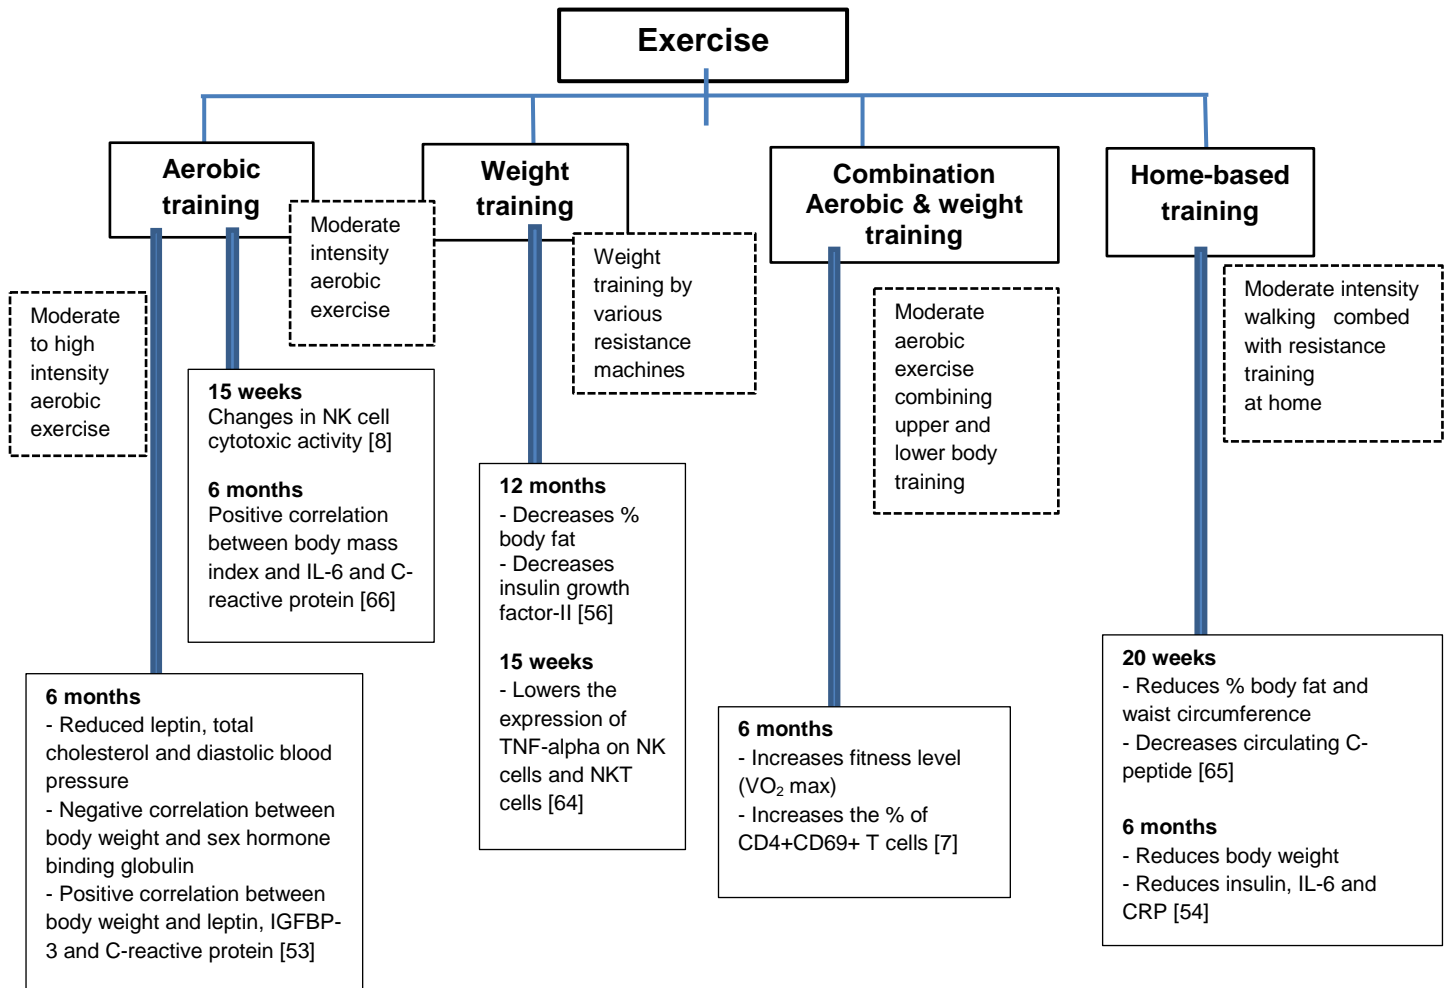 Exercise
Aerobic
training
Weight
training
Combination
Aerobic & weight
training
Home-based
training
Moderate
to high
intensity
aerobic
exercise
Moderate
intensity
aerobic
exercise
Weight
training by
various
resistance
machines
Moderate
aerobic
exercise
combining
upper and
lower body
training
Moderate intensity
walking combed
with resistance
training
at home
15 weeks
Changes in NK cell
cytotoxic activity [8]
6 months
Positive correlation
between body mass
index and IL-6 and C-
reactive protein [66]
12 months
- Decreases %
body fat
- Decreases
insulin growth
factor-II [56]
15 weeks
- Lowers the
expression of
TNF-alpha on NK
cells and NKT
cells [64]
6 months
- Reduced leptin, total
cholesterol and diastolic blood
pressure
- Negative correlation between
body weight and sex hormone
binding globulin
- Positive correlation between
body weight and leptin, IGFBP-
3 and C-reactive protein [53]
6 months
- Increases fitness level
(VO₂ max)
- Increases the % of
CD4+CD69+ T cells [7]
20 weeks
- Reduces % body fat and
waist circumference
- Decreases circulating C-
peptide [65]
6 months
- Reduces body weight
- Reduces insulin, IL-6 and
CRP [54]